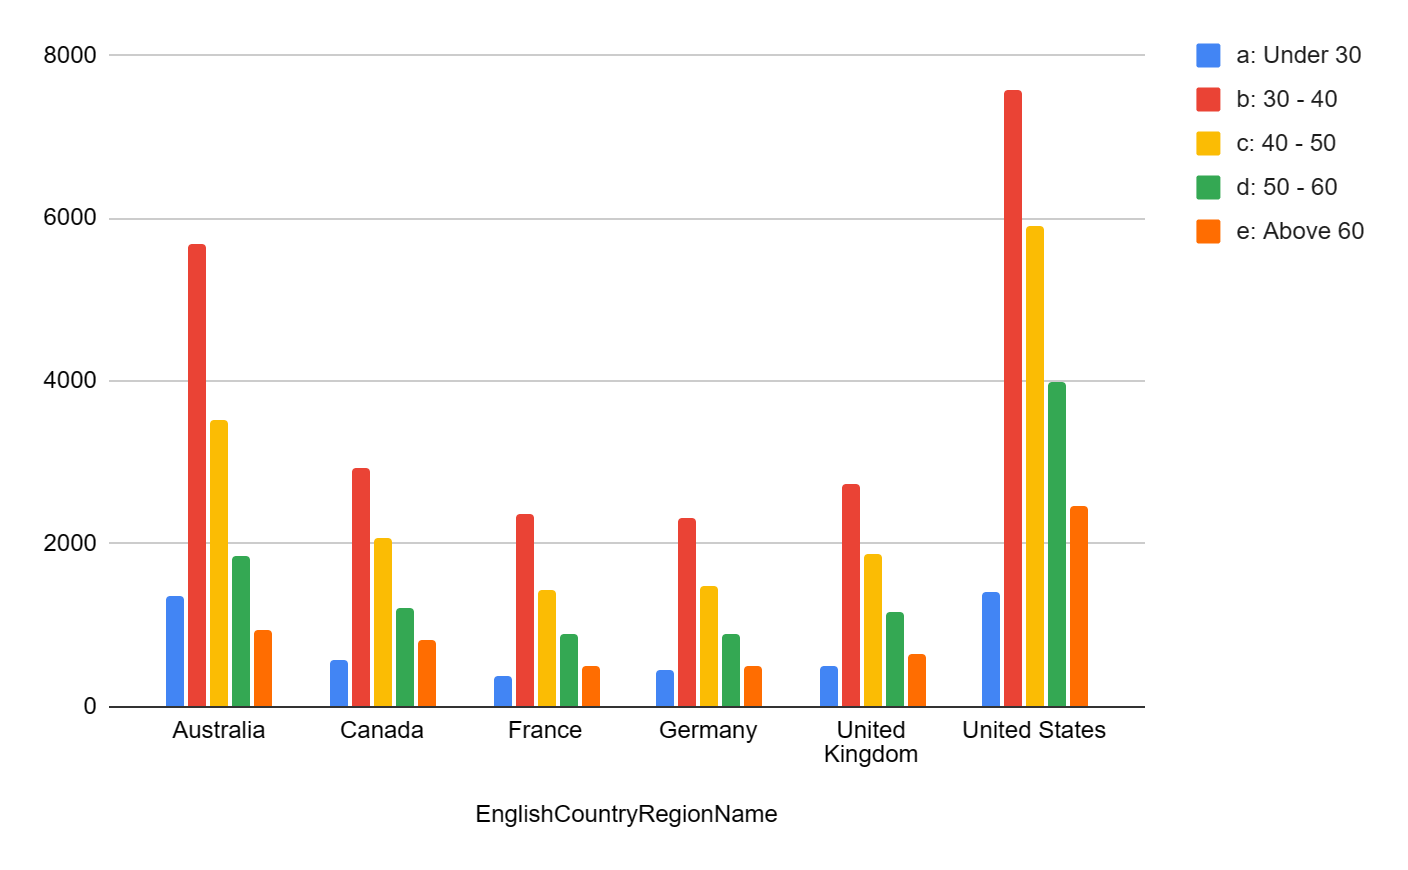 8000
6000
4000
2000
0
Australia
Canada
France
Germany
United
Kingdom
United States
EnglishCountryRegionName
a: Under 30
b: 30 - 40
c: 40 - 50
d: 50 - 60
e: Above 60